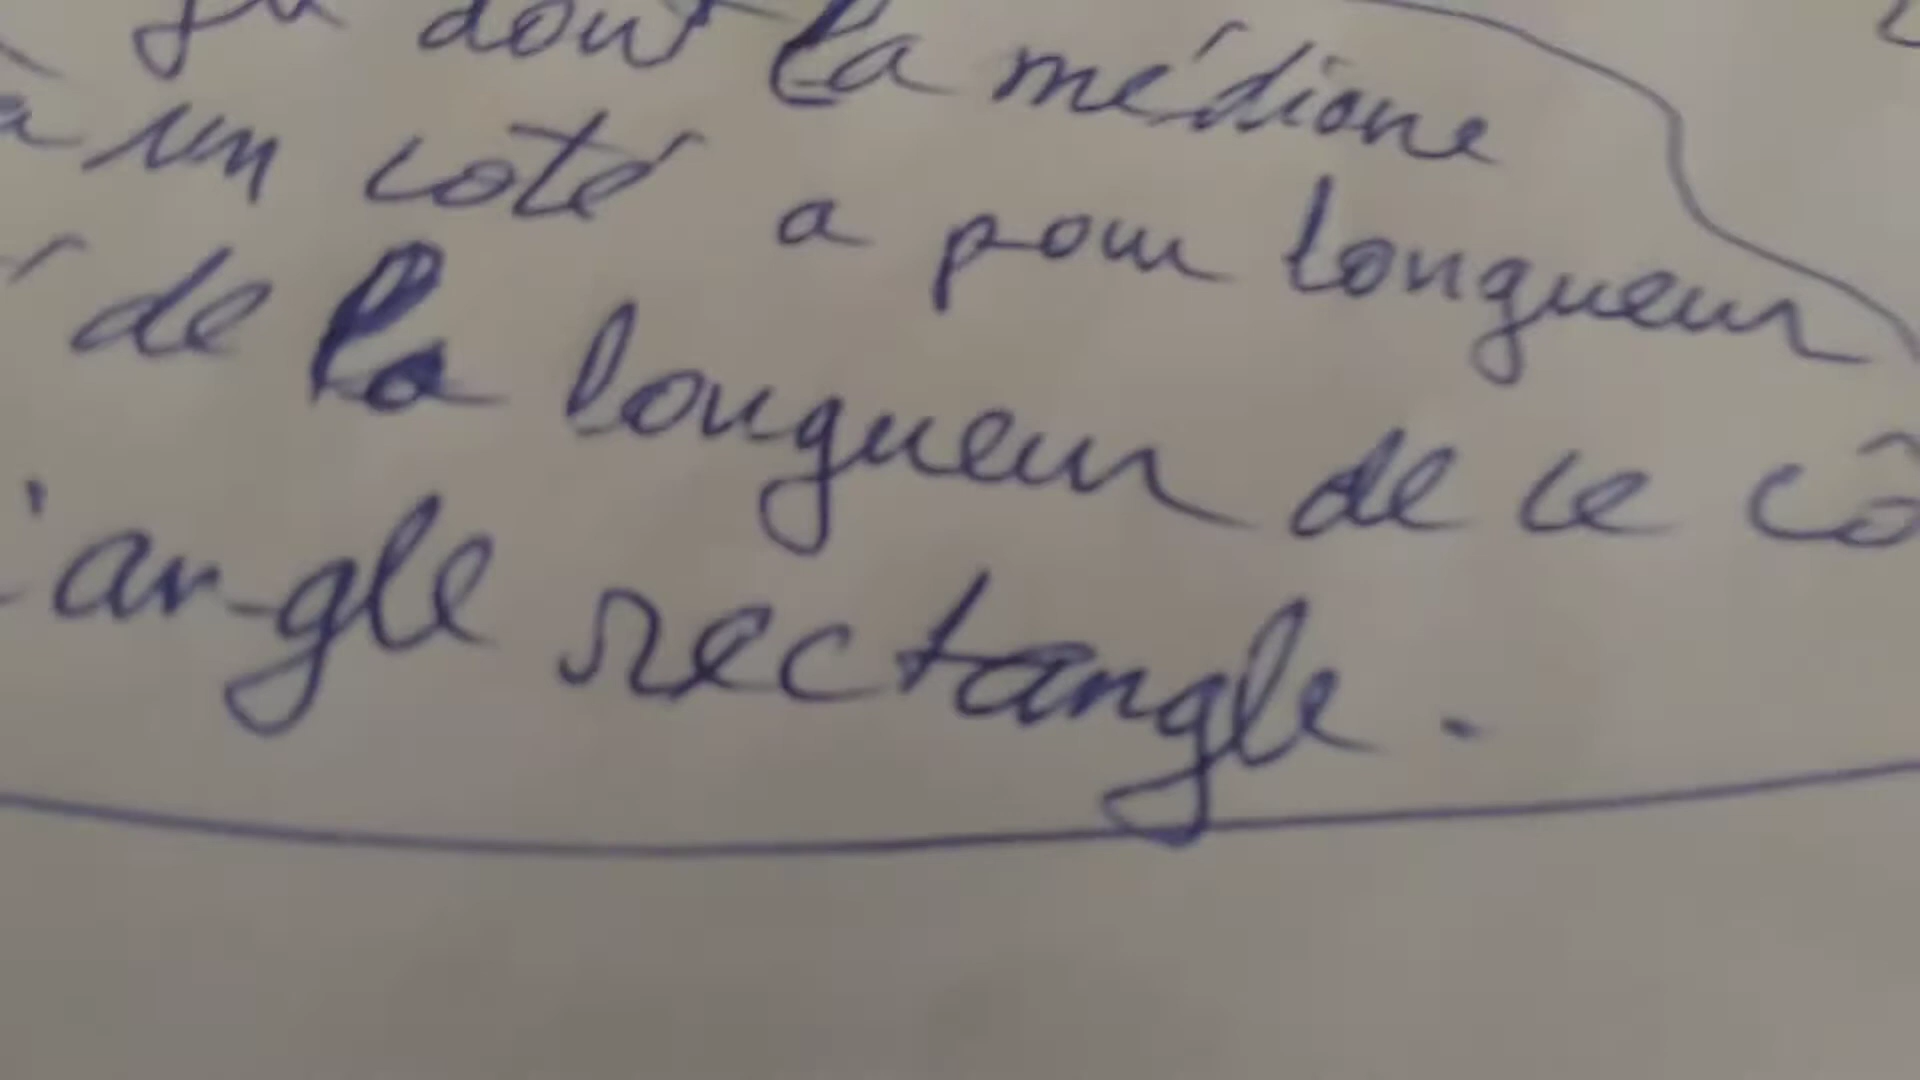 dont la médiane
à un coté a pour longueur
de la longueur de ce cô
angle rectangle.